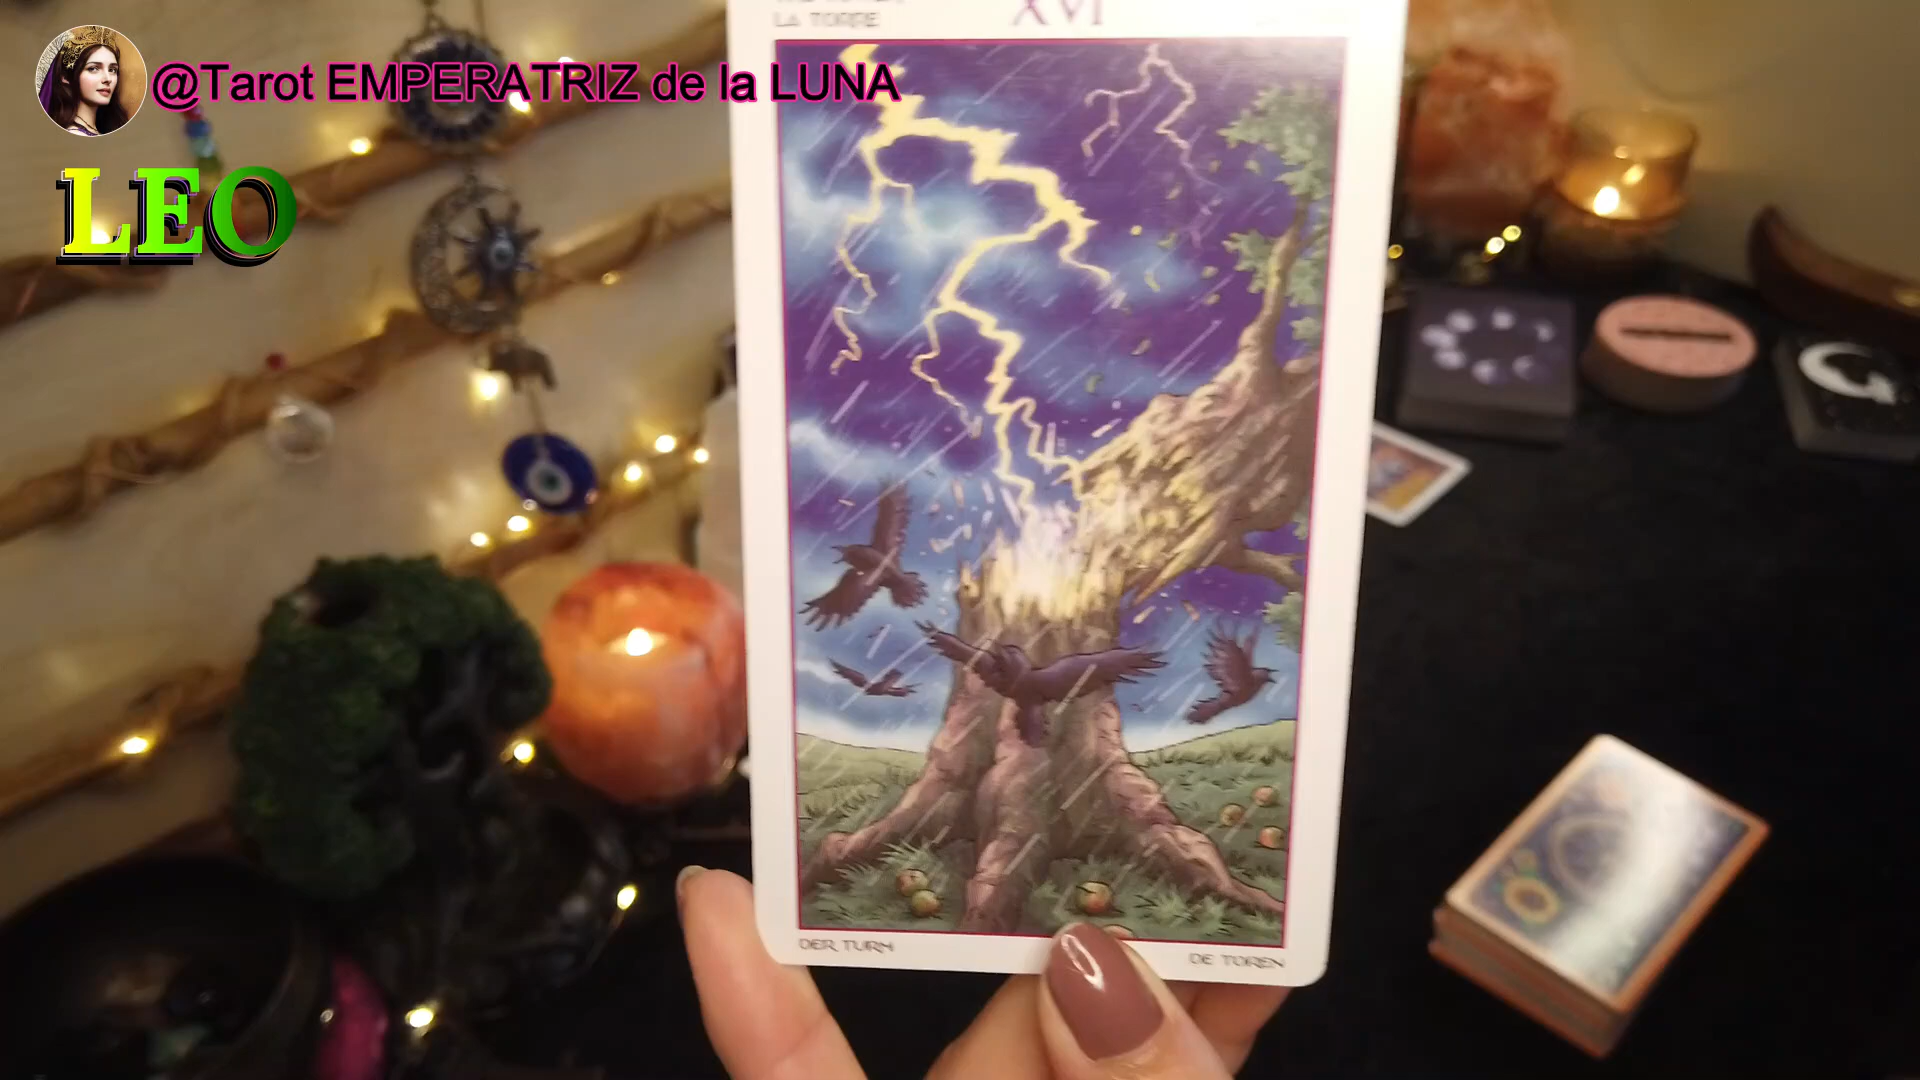 @Tarot EMPERATRIZ de la LUNA
LEO
LA TORRE
XVI
DER TURM
DE TOREN